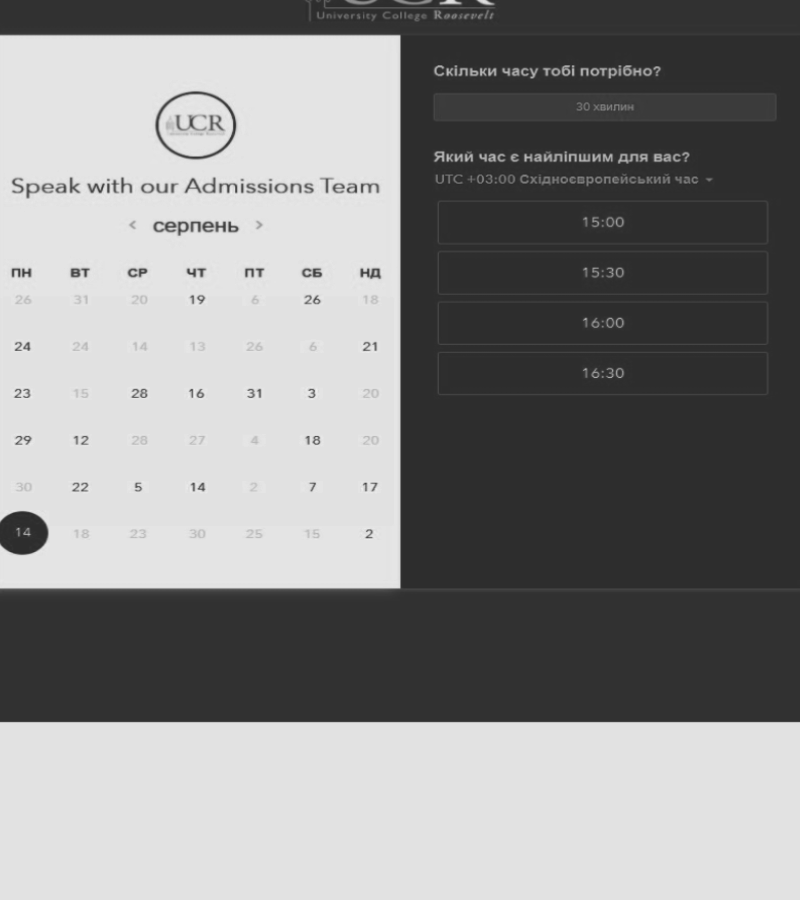 UCR
University College Roosevelt
UCR
Speak with our Admissions Team
< серпень >
ПН ВТ СР ЧТ ПТ СБ НД
26 31 20 19 6 26 18
24 24 14 13 26 6 21
23 15 28 16 31 3 20
29 12 28 27 4 18 20
30 22 5 14 2 7 17
14 18 23 30 25 15 2
Скільки часу тобі потрібно?
30 хвилин
Який час є найліпшим для вас?
UTC +03:00 Східноєвропейський час
15:00
15:30
16:00
16:30